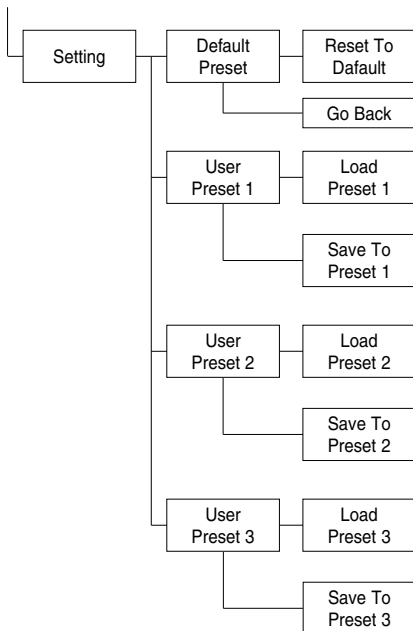 Setting
Default
Preset
Reset To
Dafault
Go Back
User
Preset 1
Load
Preset 1
Save To
Preset 1
User
Preset 2
Load
Preset 2
Save To
Preset 2
User
Preset 3
Load
Preset 3
Save To
Preset 3